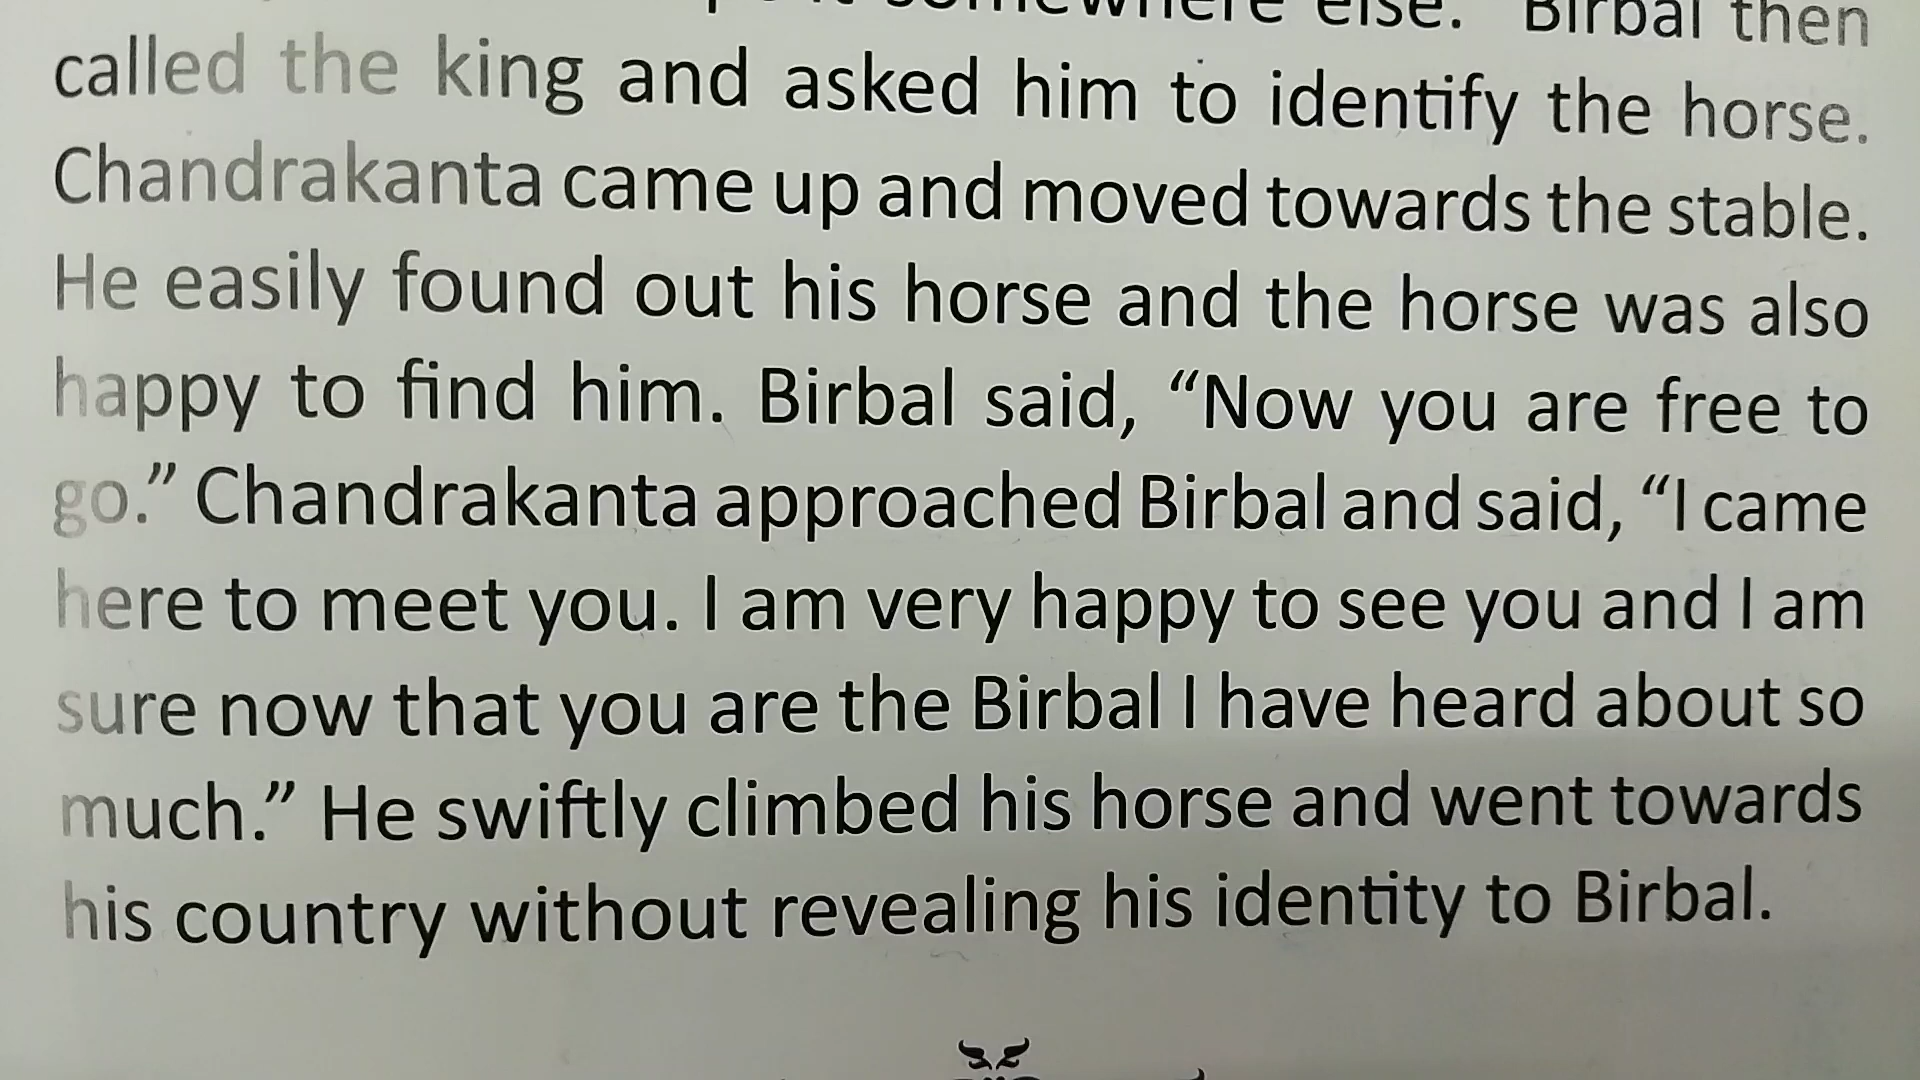 somewhere else. Birbal then
called the king and asked him to identify the horse.
Chandrakanta came up and moved towards the stable.
He easily found out his horse and the horse was also
happy to find him. Birbal said, “Now you are free to
go.” Chandrakanta approached Birbal and said, “I came
here to meet you. I am very happy to see you and I am
sure now that you are the Birbal I have heard about so
much.” He swiftly climbed his horse and went towards
his country without revealing his identity to Birbal.